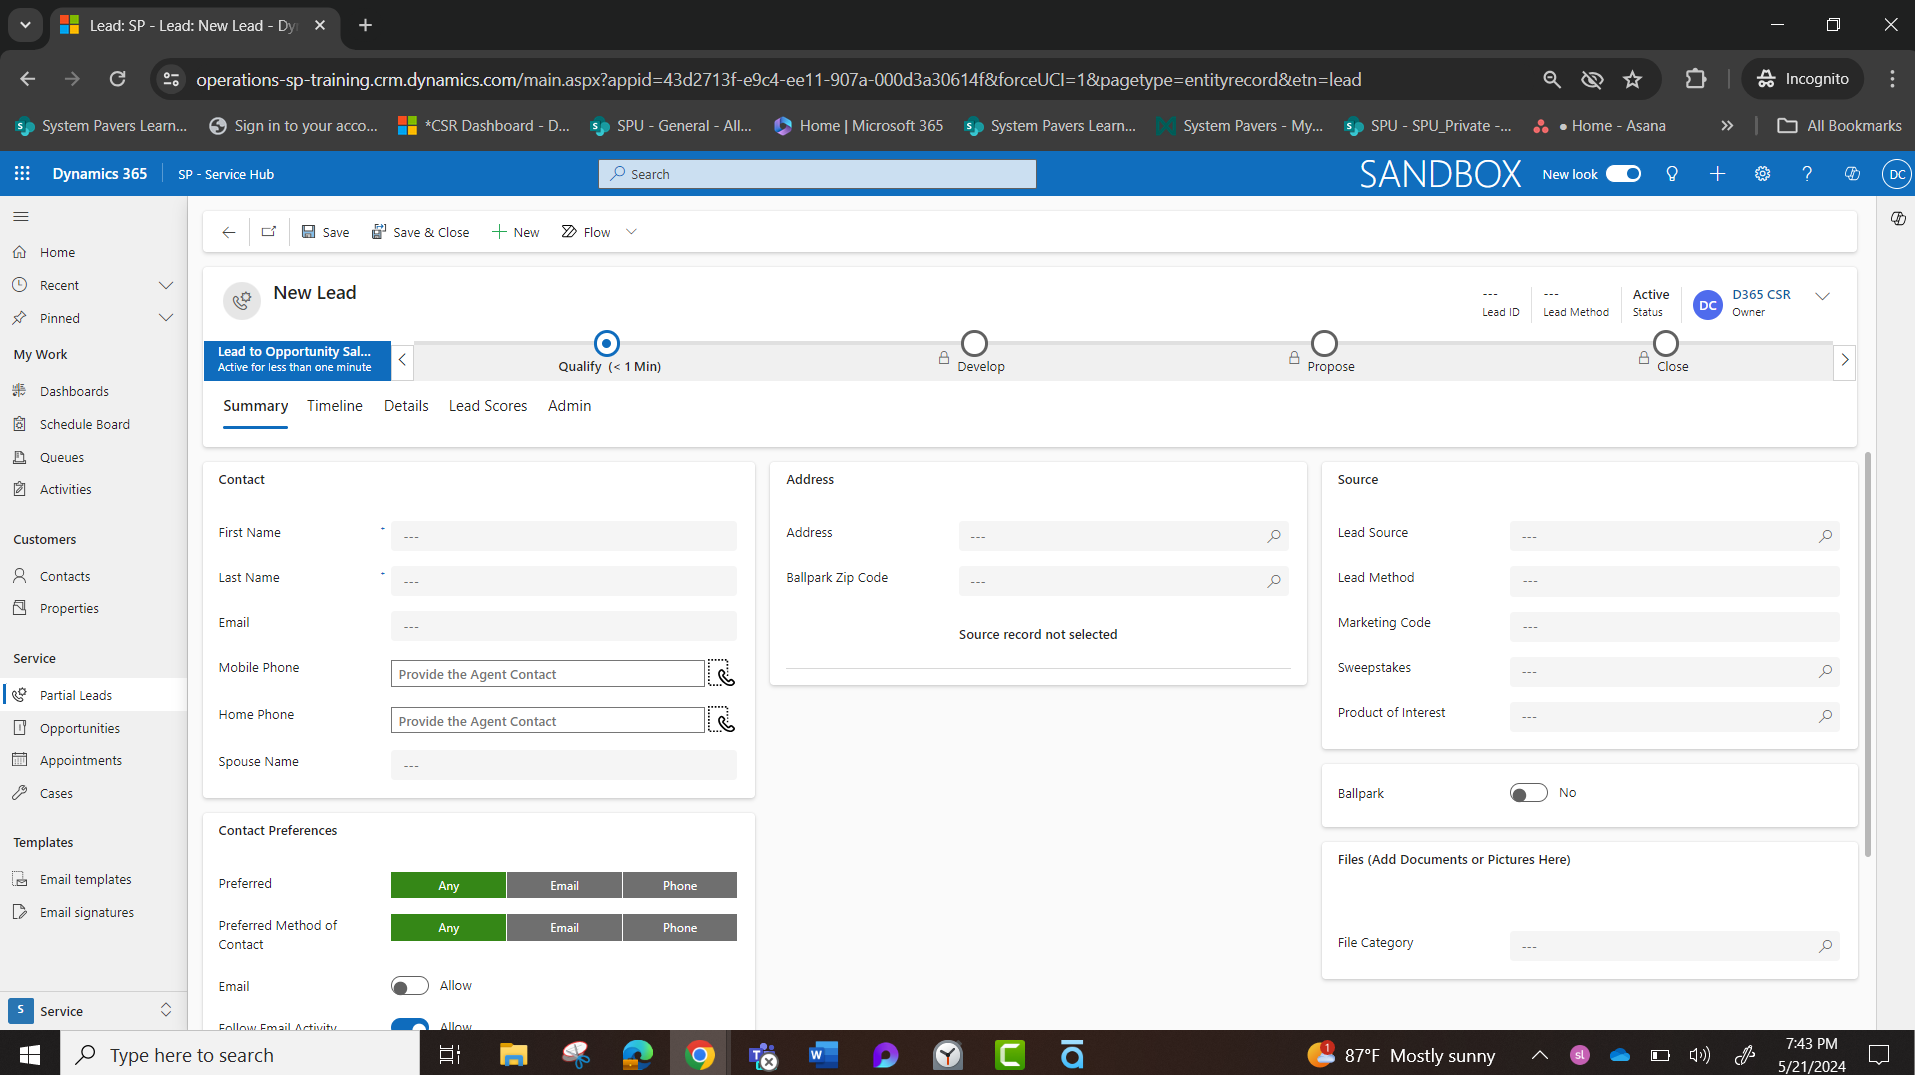 Lead: SP - Lead: New Lead - Dy
operations-sp-training.crm.dynamics.com/main.aspx?appid=43d2713f-e9c4-ee11-907a-000d3a30614f&forceUCI=1&pagetype=entityrecord&etn=lead
Incognito
System Pavers Learn...
Sign in to your acco...
*CSR Dashboard - D...
SPU - General - All...
Home | Microsoft 365
System Pavers Learn...
System Pavers - My...
SPU - SPU_Private -...
● Home - Asana
All Bookmarks
Dynamics 365
SP - Service Hub
Search
SANDBOX
New look
DC
Save
Save & Close
New
Flow
Home
Recent
Pinned
My Work
Dashboards
Schedule Board
Queues
Activities
Customers
Contacts
Properties
Service
Partial Leads
Opportunities
Appointments
Cases
Templates
Email templates
Email signatures
S
Service
New Lead
---
Lead ID
---
Lead Method
Active
Status
DC
D365 CSR
Owner
Lead to Opportunity Sal...
Active for less than one minute
Qualify (< 1 Min)
Develop
Propose
Close
Summary
Timeline
Details
Lead Scores
Admin
Contact
First Name
*
---
Last Name
*
---
Email
---
Mobile Phone
Provide the Agent Contact
Home Phone
Provide the Agent Contact
Spouse Name
---
Contact Preferences
Preferred
Any
Email
Phone
Preferred Method of
Contact
Any
Email
Phone
Email
Allow
Follow Email Activity
Allow
Address
Address
---
Ballpark Zip Code
---
Source record not selected
Source
Lead Source
---
Lead Method
---
Marketing Code
---
Sweepstakes
---
Product of Interest
---
Ballpark
No
Files (Add Documents or Pictures Here)
File Category
---
Type here to search
1
87°F Mostly sunny
sl
7:43 PM
5/21/2024